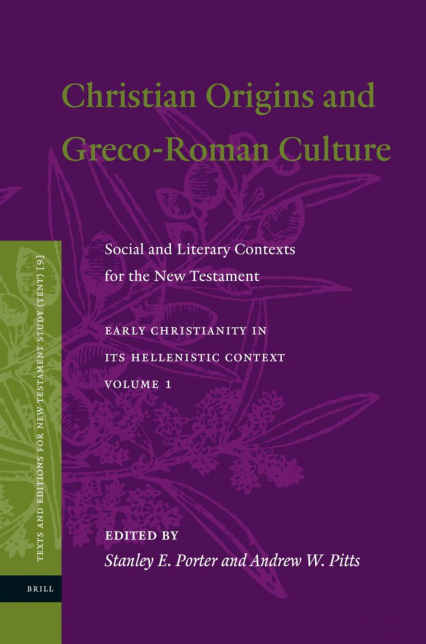 Christian Origins and
Greco-Roman Culture
Social and Literary Contexts
for the New Testament
EARLY CHRISTIANITY IN
ITS HELLENISTIC CONTEXT
VOLUME 1
EDITED BY
Stanley E. Porter and Andrew W. Pitts
TEXTS AND EDITIONS FOR NEW TESTAMENT STUDY (TENT) [9]
BRILL